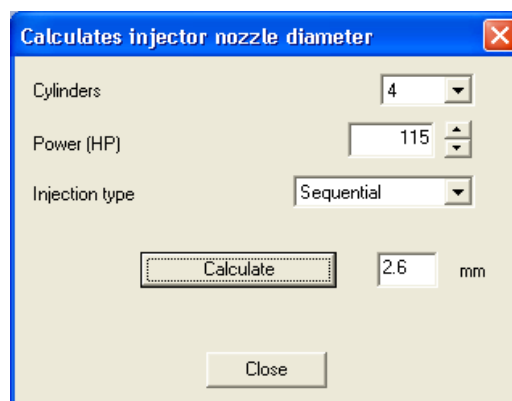 Calculates injector nozzle diameter
Cylinders 4
Power (HP) 115
Injection type Sequential
Calculate 2.6 mm
Close